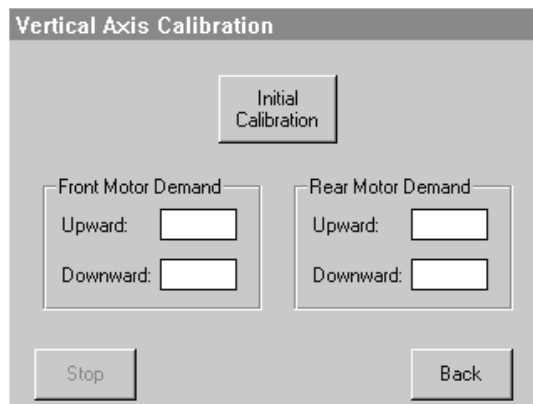 Vertical Axis Calibration
Initial
Calibration
Front Motor Demand
Upward:
Downward:
Rear Motor Demand
Upward:
Downward:
Stop
Back